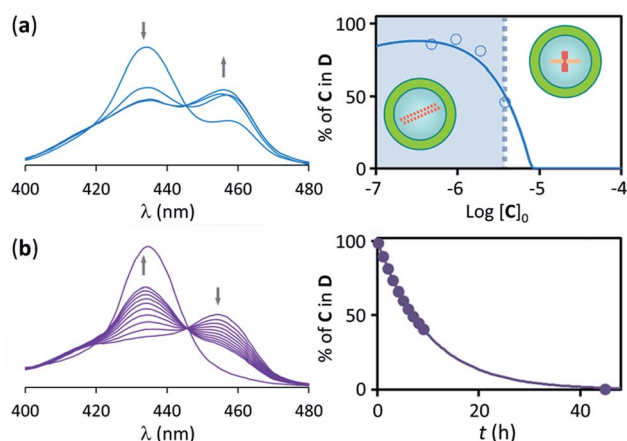 (a)
400 420 440 460 480
λ (nm)
% of C in D
100
50
0
-7 -6 -5 -4
Log [C]₀
(b)
400 420 440 460 480
λ (nm)
% of C in D
100
50
0
0 20 40
t (h)